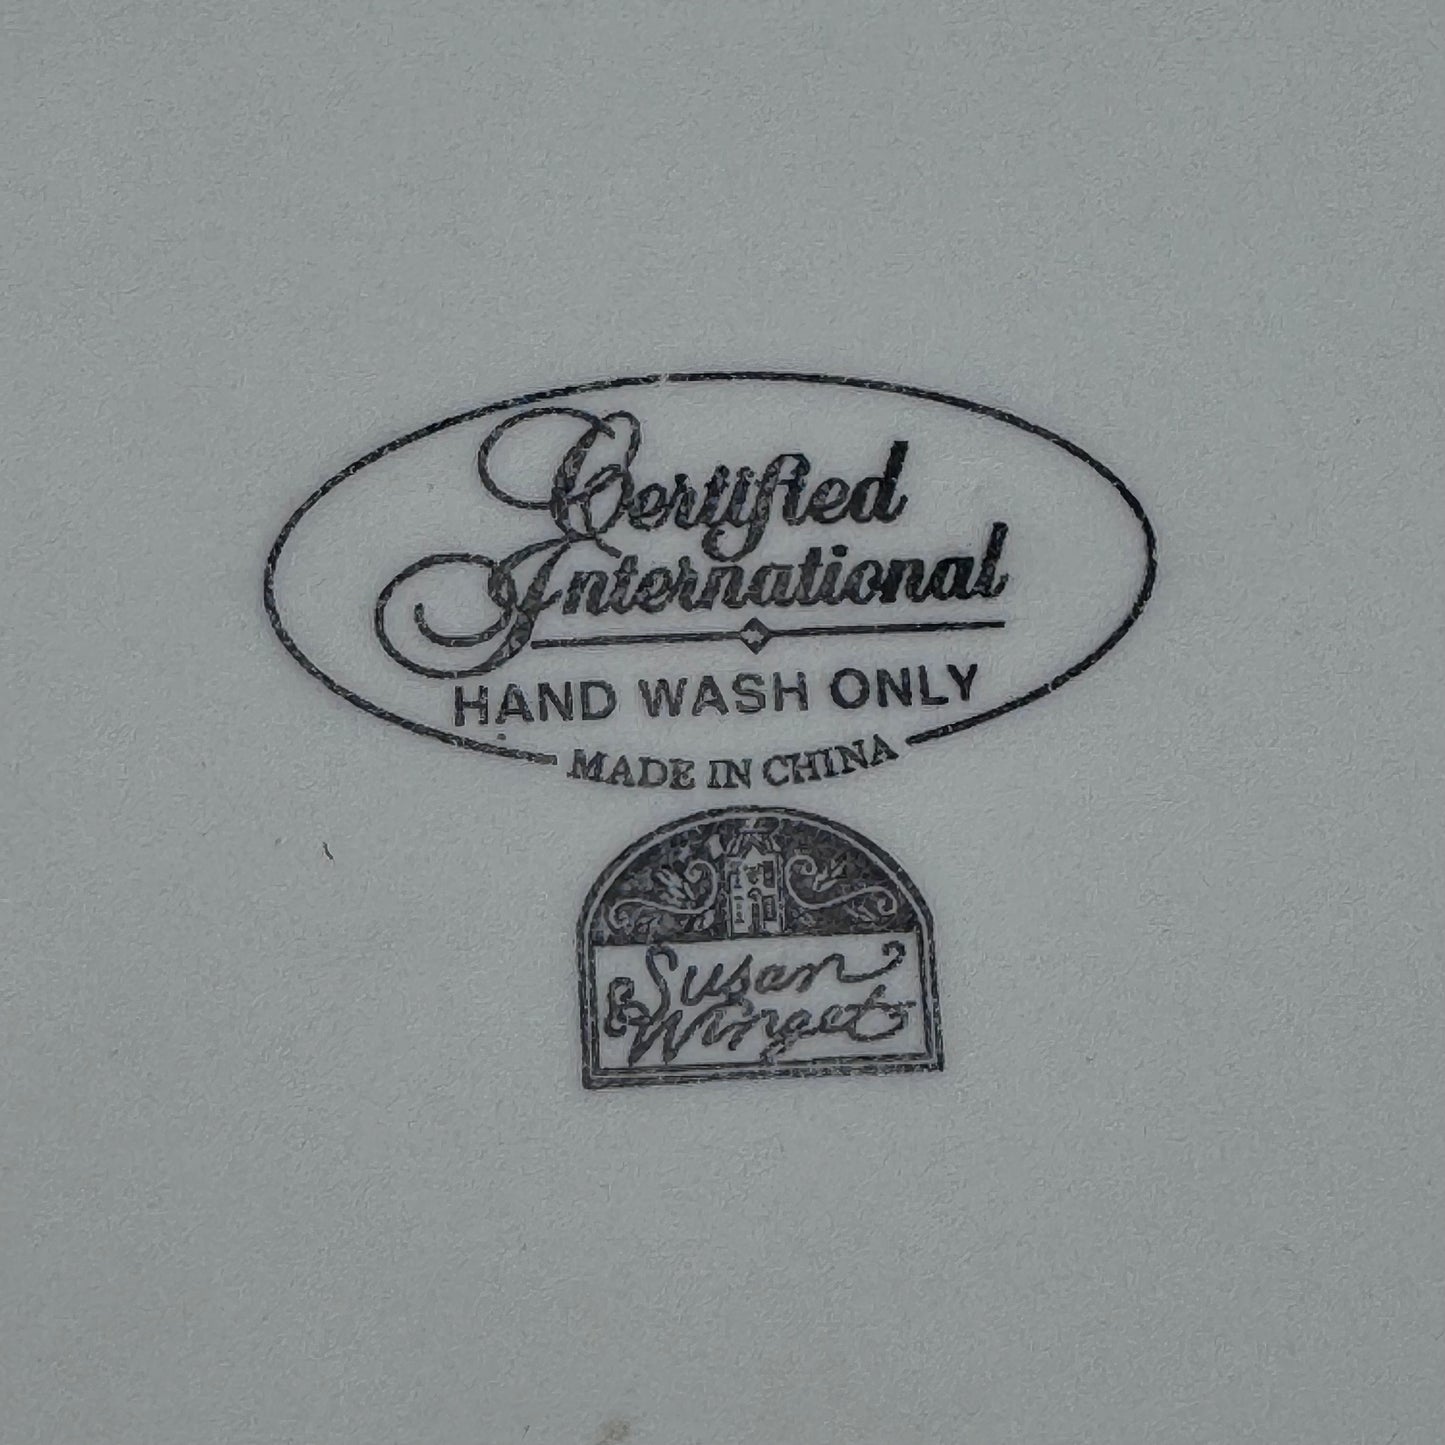 Certified
International
HAND WASH ONLY
MADE IN CHINA
Susan
Winget